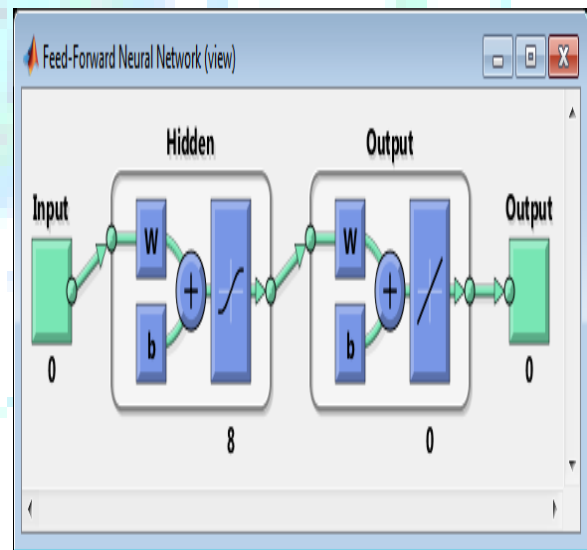 Feed-Forward Neural Network (view)
Hidden
Output
Input
Output
W
W
+
+
b
b
0
0
8
0